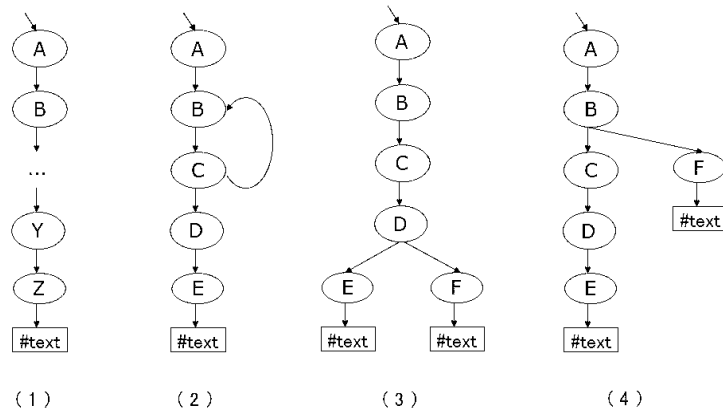 A A A A
B B B B
... C C C F
Y D D D #text
Z E E F E
#text #text #text #text #text
(1) (2) (3) (4)